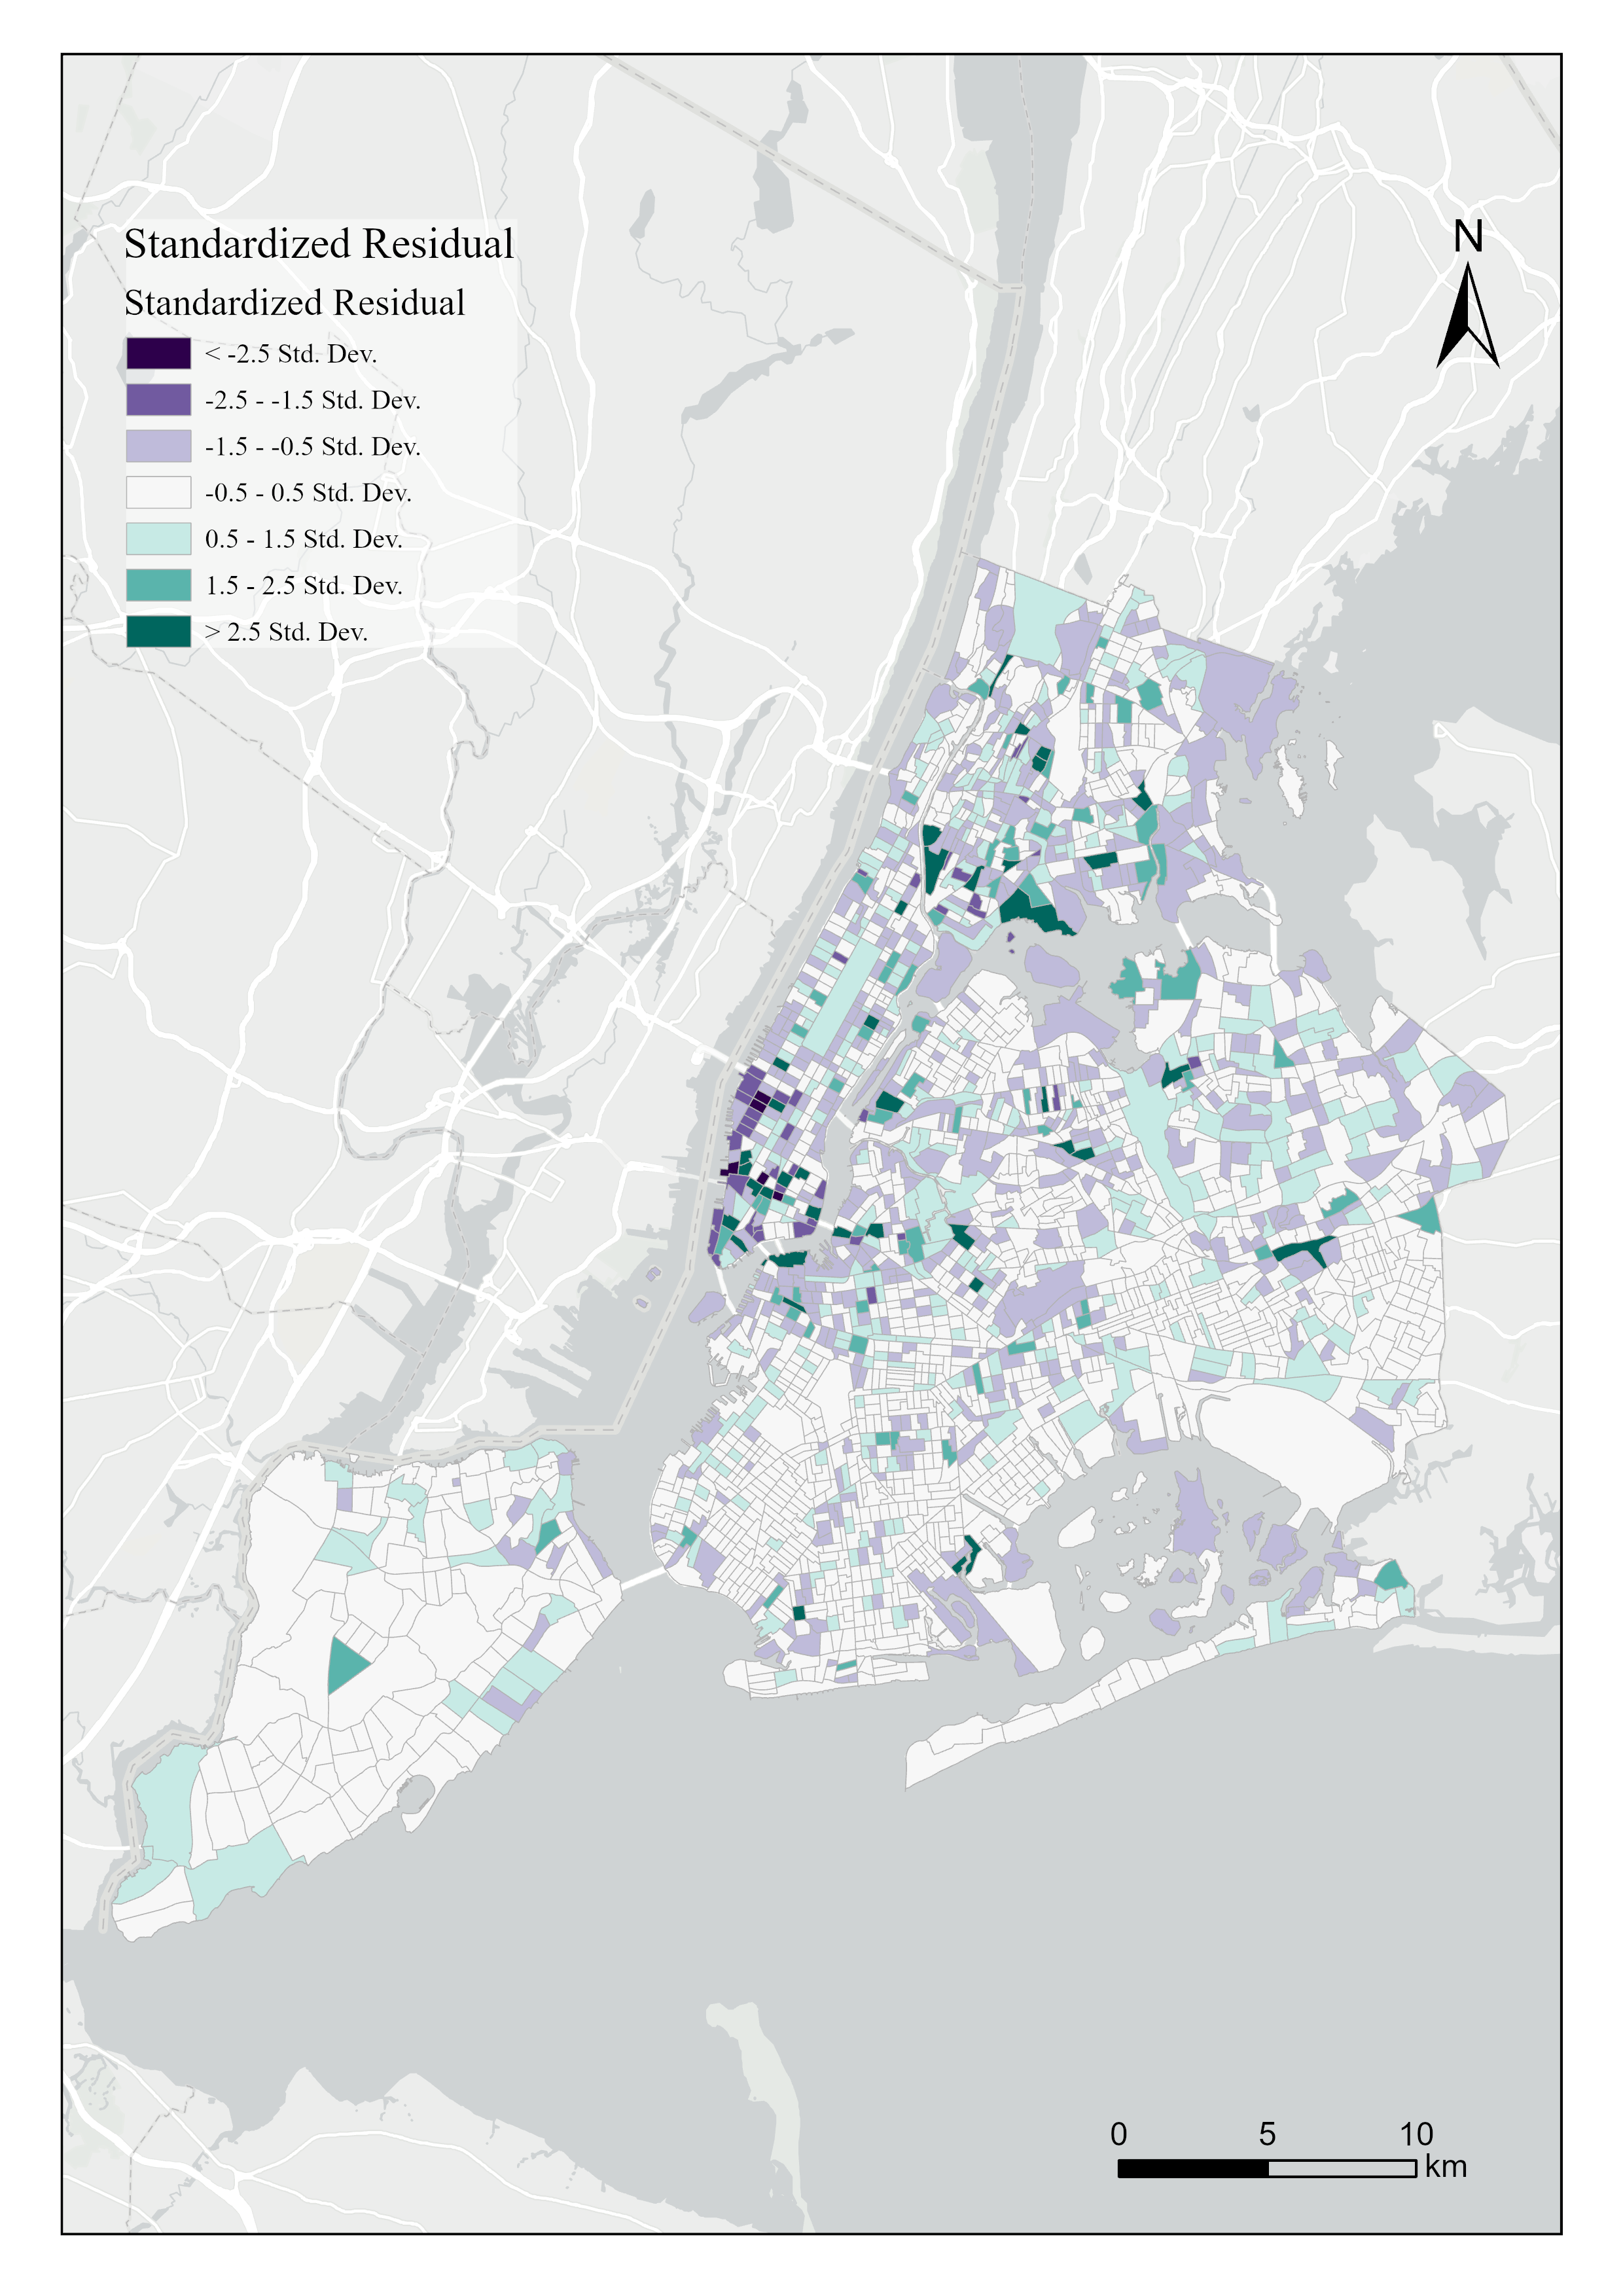 Standardized Residual
Standardized Residual
< -2.5 Std. Dev.
-2.5 - -1.5 Std. Dev.
-1.5 - -0.5 Std. Dev.
-0.5 - 0.5 Std. Dev.
0.5 - 1.5 Std. Dev.
1.5 - 2.5 Std. Dev.
> 2.5 Std. Dev.
N
0 5 10
km